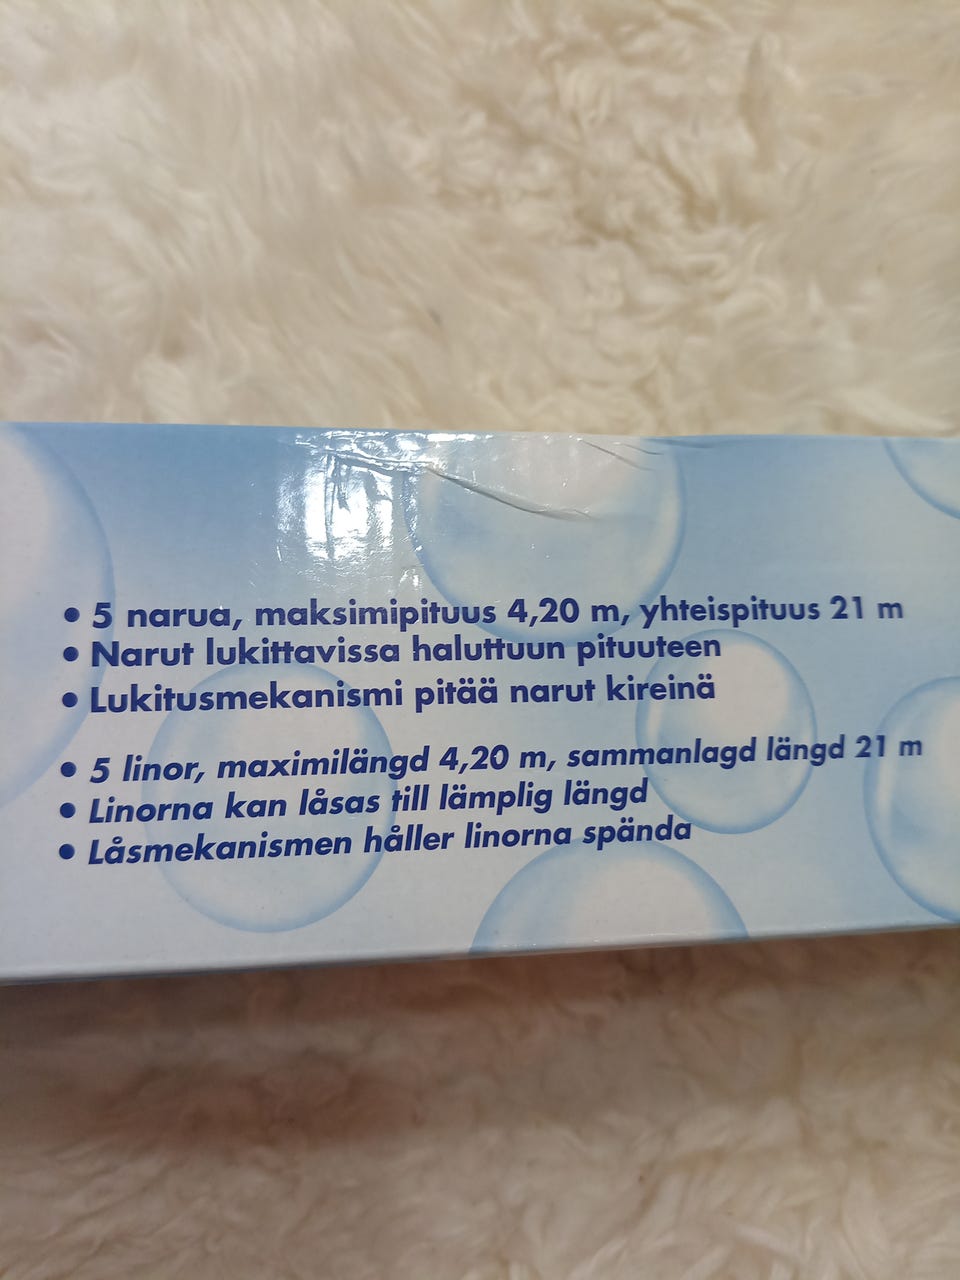 • 5 narua, maksimipituus 4,20 m, yhteispituus 21 m
• Narut lukittavissa haluttuun pituuteen
• Lukitusmekanismi pitää narut kireinä
• 5 linor, maximilängd 4,20 m, sammanlagd längd 21 m
• Linorna kan låsas till lämplig längd
• Låsmekanismen håller linorna spända